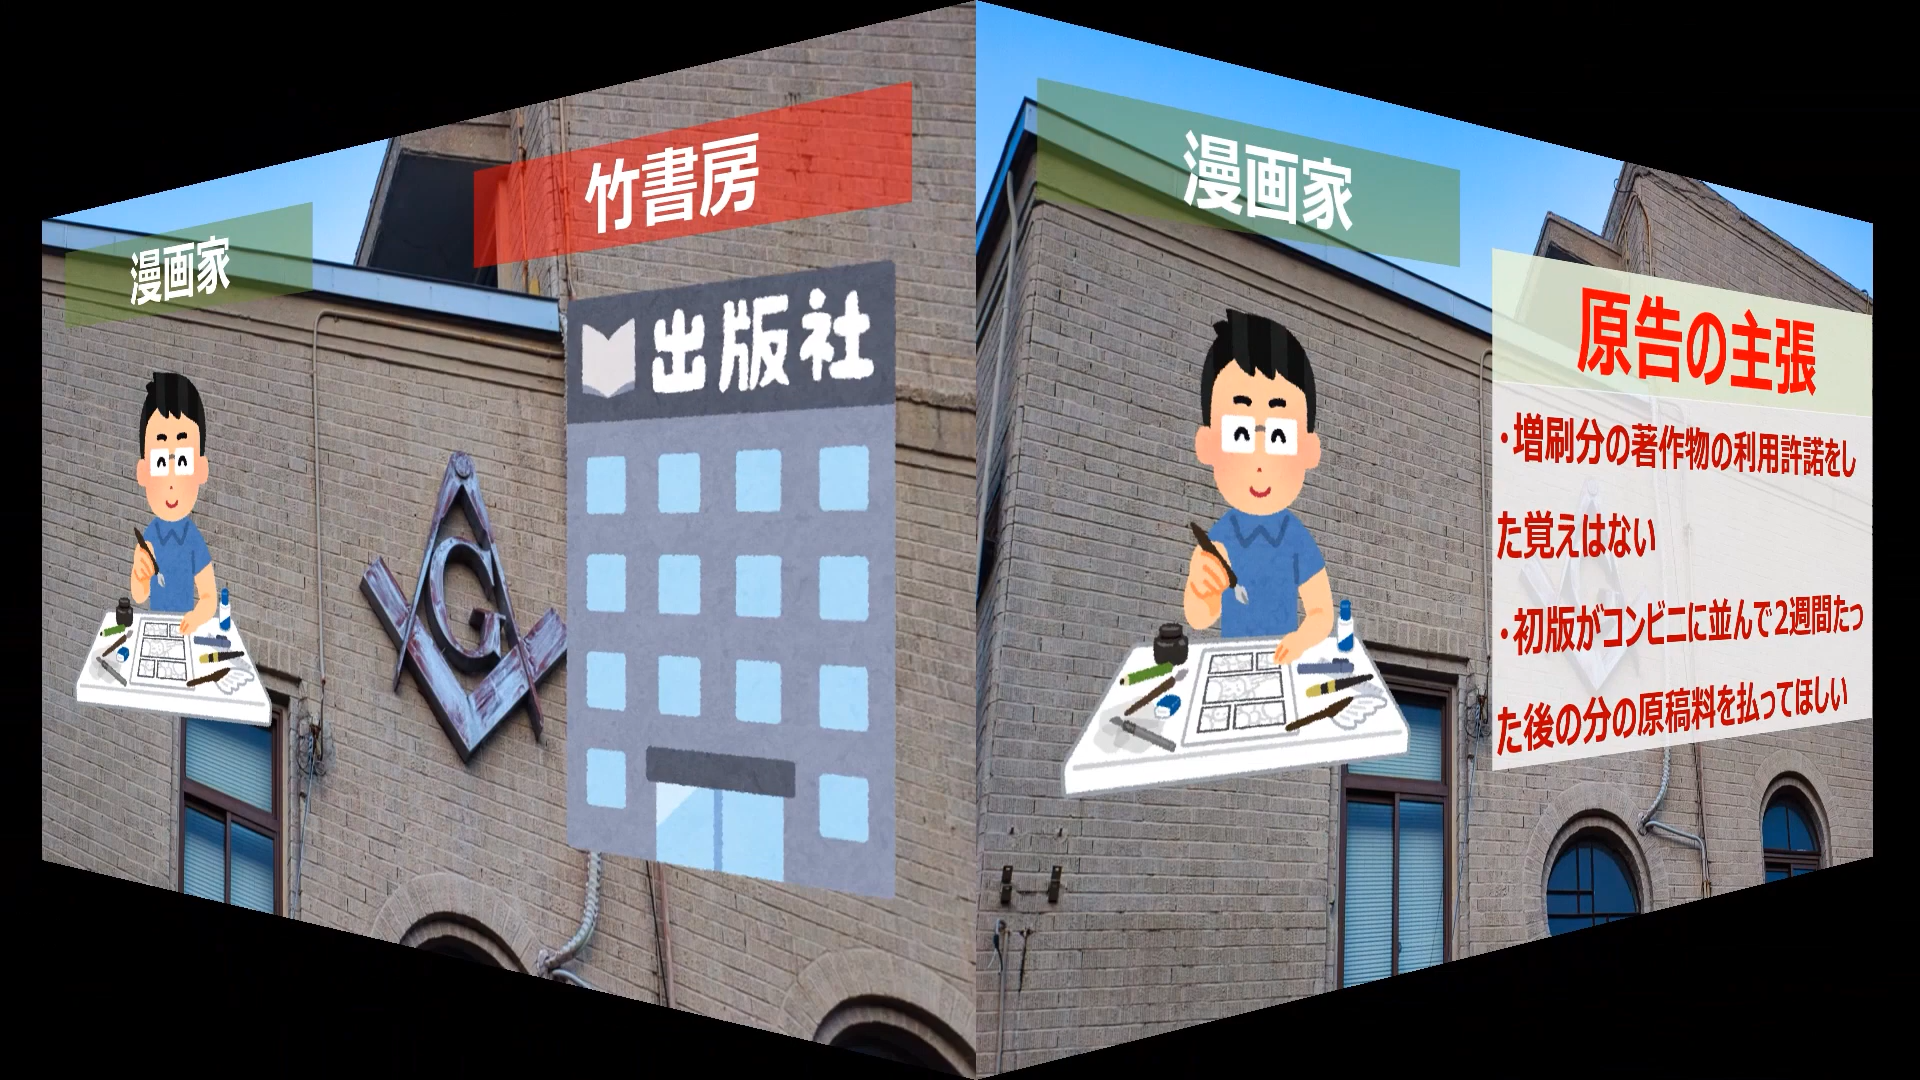 漫画家
竹書房
出版社
G
漫画家
原告の主張
・増刷分の著作物の利用許諾をし
た覚えはない
・初版がコンビニに並んで2週間たっ
た後の分の原稿料を払ってほしい